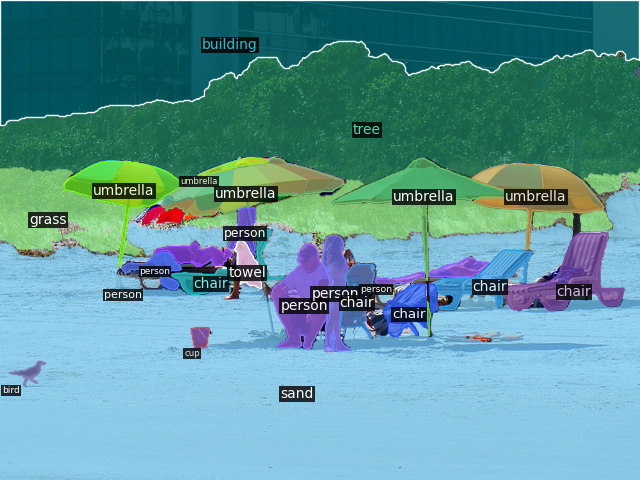 building
tree
umbrella
umbrella
umbrella
umbrella
umbrella
grass
person
person
towel
chair
person
chair
chair
person
person
person
chair
chair
cup
bird
sand